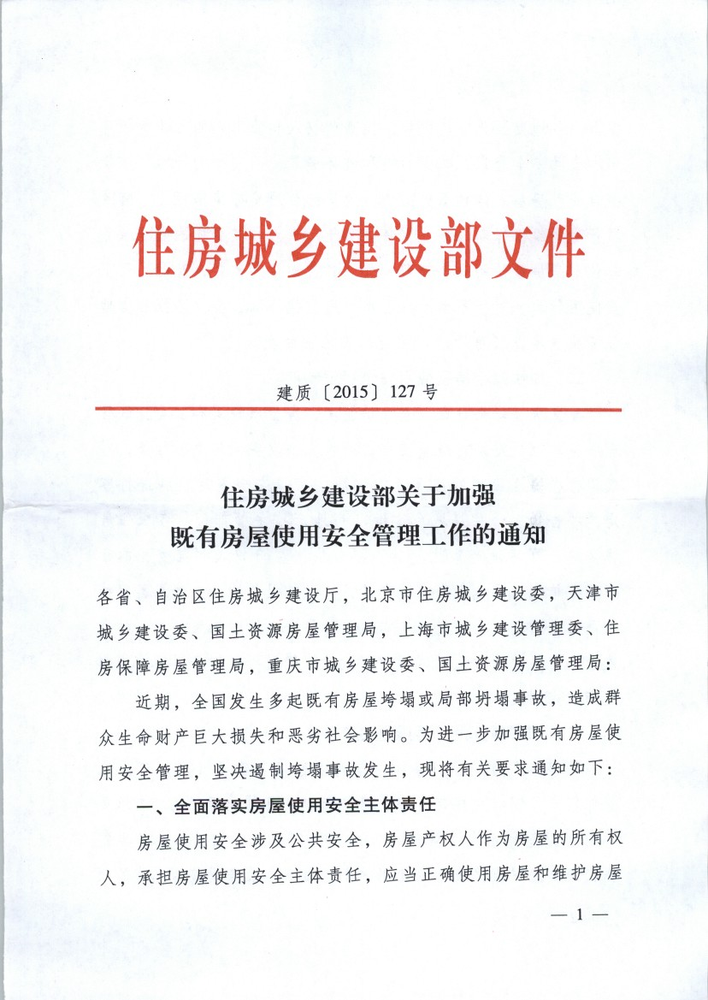 住房城乡建设部文件
建质〔2015〕127号
住房城乡建设部关于加强
既有房屋使用安全管理工作的通知
各省、自治区住房城乡建设厅，北京市住房城乡建设委，天津市
城乡建设委、国土资源房屋管理局，上海市城乡建设管理委、住
房保障房屋管理局，重庆市城乡建设委、国土资源房屋管理局：
近期，全国发生多起既有房屋垮塌或局部坍塌事故，造成群
众生命财产巨大损失和恶劣社会影响。为进一步加强既有房屋使
用安全管理，坚决遏制垮塌事故发生，现将有关要求通知如下：
一、全面落实房屋使用安全主体责任
房屋使用安全涉及公共安全，房屋产权人作为房屋的所有权
人，承担房屋使用安全主体责任，应当正确使用房屋和维护房屋
— 1 —